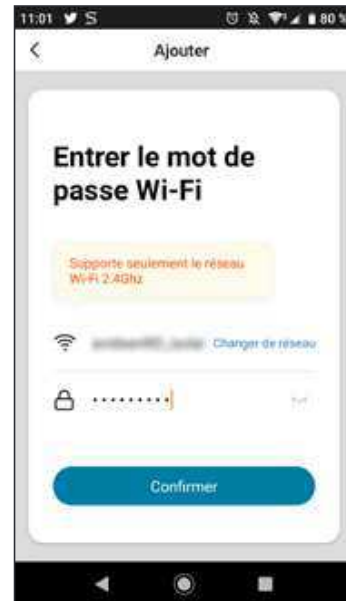 11:01 80 %
Ajouter
Entrer le mot de
passe Wi-Fi
Supporte seulement le réseau
Wi-Fi 2.4Ghz
Changer de réseau
•••••••••
Confirmer